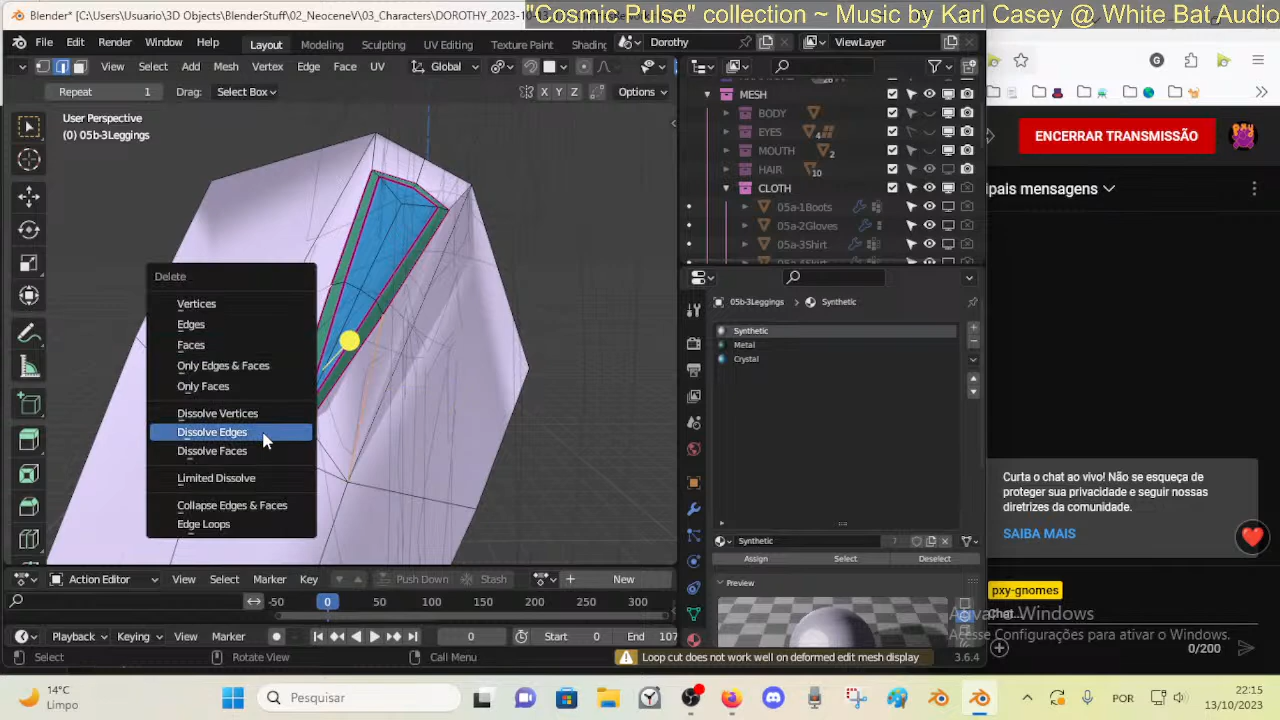 Blender* [C:\Users\Usuario\3D Objects\BlenderStuff\02_NeoceneV\03_Characters\DOROTHY_2023-10-
"Cosmic Pulse" collection ~ Music by Karl Casey @ White Bat Audio
File Edit Render Window Help Layout Modeling Sculpting UV Editing Texture Paint Shading Dorothy ViewLayer
View Select Add Mesh Vertex Edge Face UV Global
Repeat 1 Drag: Select Box X Y Z Options
User Perspective
(0) 05b-3Leggings
MESH
BODY
EYES 4
MOUTH 2
HAIR 10
CLOTH
05a-1Boots
05a-2Gloves
05a-3Shirt
ENCERRAR TRANSMISSÃO
ipais mensagens
Delete
Vertices
Edges
Faces
Only Edges & Faces
Only Faces
Dissolve Vertices
Dissolve Edges
Dissolve Faces
Limited Dissolve
Collapse Edges & Faces
Edge Loops
05b-3Leggings Synthetic
Synthetic
Metal
Crystal
Synthetic 7
Assign Select Deselect
Preview
Curta o chat ao vivo! Não se esqueça de
proteger sua privacidade e seguir nossas
diretrizes da comunidade.
SAIBA MAIS
pxy-gnomes
Chat...
0/200
Ativar o Windows
Acesse Configurações para ativar o Windows.
Action Editor View Select Marker Key Push Down Stash New
-50 0 50 100 150 200 250 300
Playback Keying View Marker 0 Start 0 End 107
Select Rotate View Call Menu Loop cut does not work well on deformed edit mesh display 3.6.4
14°C
Limpo
Pesquisar
POR
22:15
13/10/2023